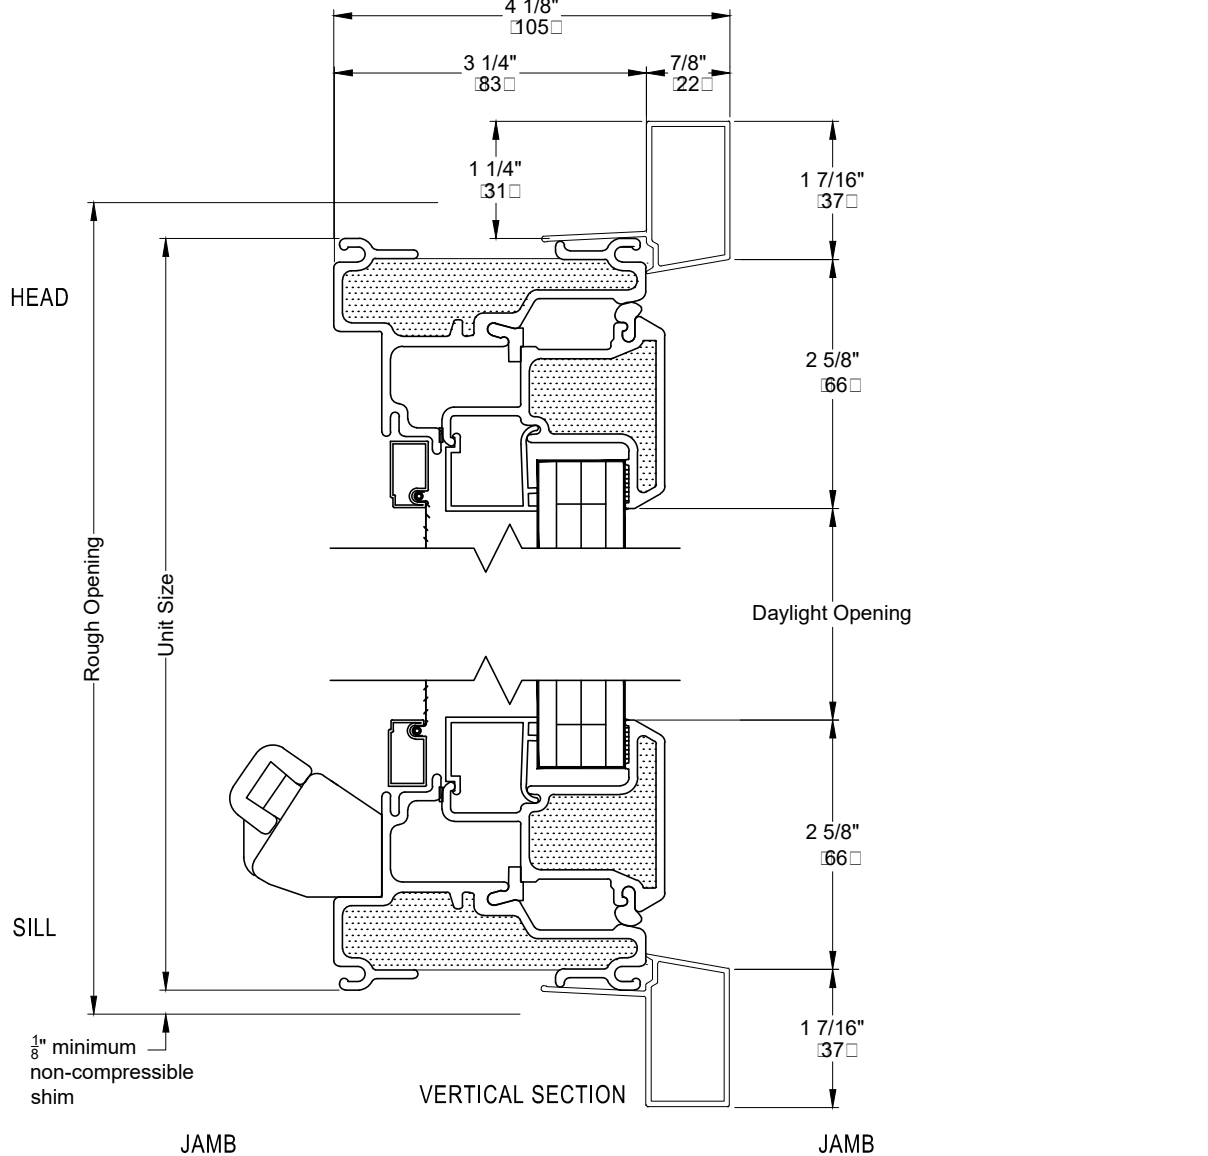 4 1/8"
105
3 1/4"
83
7/8"
22
1 1/4"
31
1 7/16"
37
HEAD
2 5/8"
66
Rough Opening
Unit Size
Daylight Opening
2 5/8"
66
SILL
1 7/16"
37
1/8" minimum
non-compressible
shim
VERTICAL SECTION
JAMB
JAMB